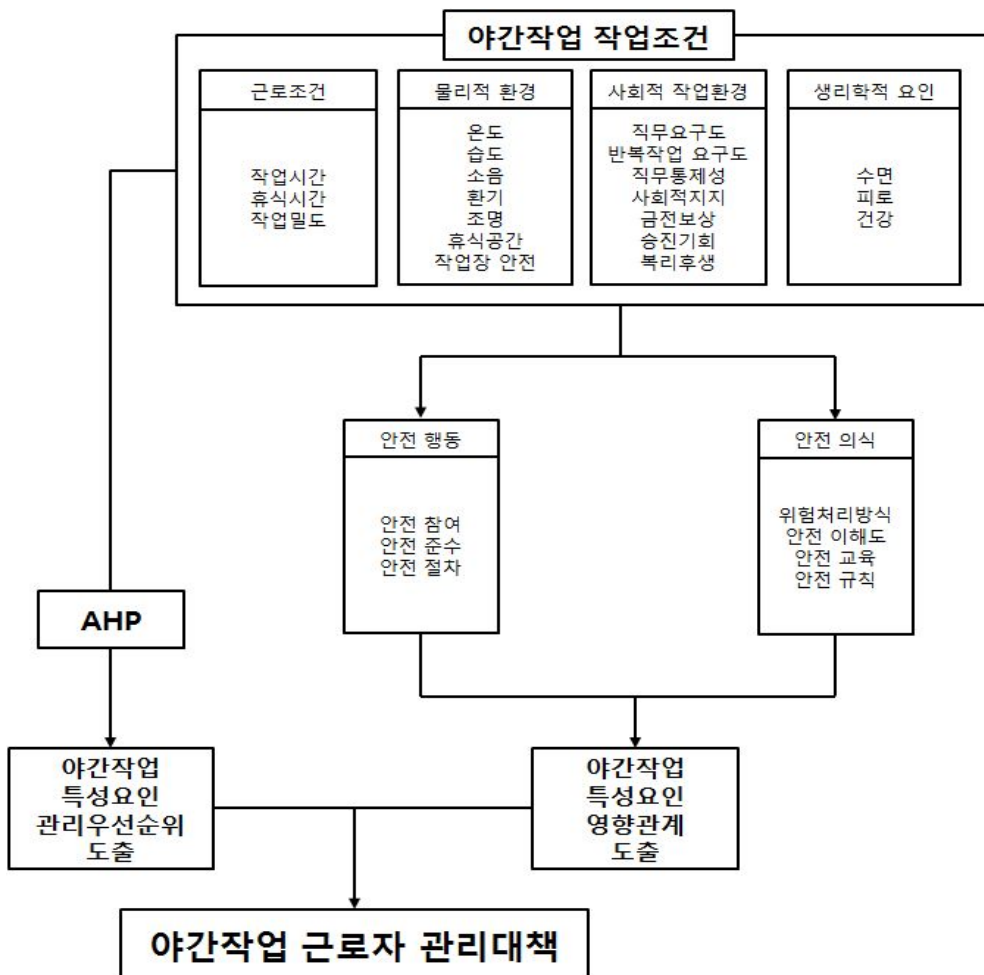 야간작업 작업조건
근로조건
작업시간
휴식시간
작업밀도
물리적 환경
온도
습도
소음
환기
조명
휴식공간
작업장 안전
사회적 작업환경
직무요구도
반복작업 요구도
직무통제성
사회적지지
금전보상
승진기회
복리후생
생리학적 요인
수면
피로
건강
안전 행동
안전 참여
안전 준수
안전 절차
안전 의식
위험처리방식
안전 이해도
안전 교육
안전 규칙
AHP
야간작업
특성요인
관리우선순위
도출
야간작업
특성요인
영향관계
도출
야간작업 근로자 관리대책